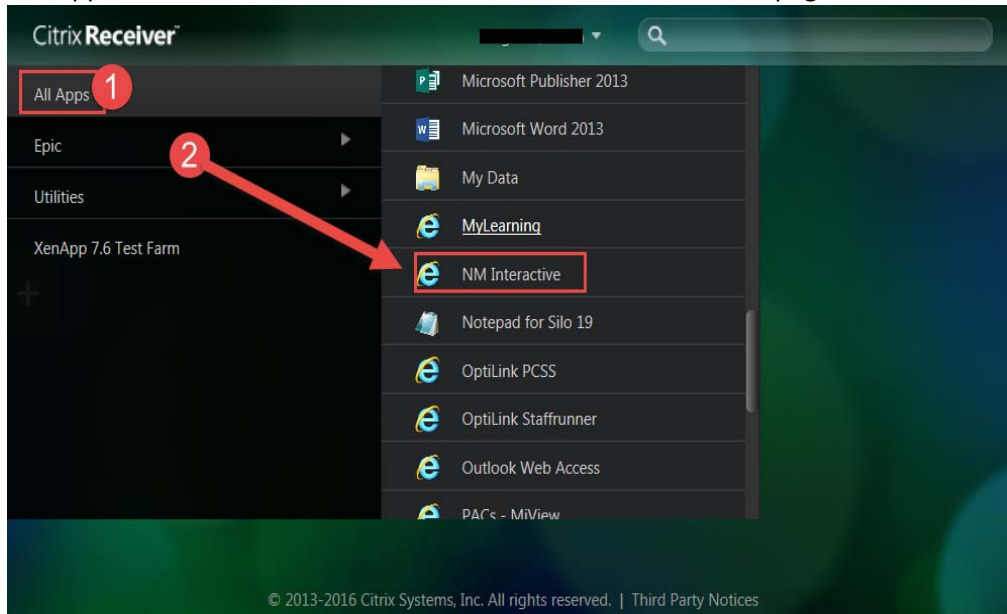 Citrix Receiver™
All Apps
1
Epic
2
Utilities
XenApp 7.6 Test Farm
Microsoft Publisher 2013
Microsoft Word 2013
My Data
MyLearning
NM Interactive
Notepad for Silo 19
OptiLink PCSS
OptiLink Staffrunner
Outlook Web Access
PACs - MiView
© 2013-2016 Citrix Systems, Inc. All rights reserved. | Third Party Notices